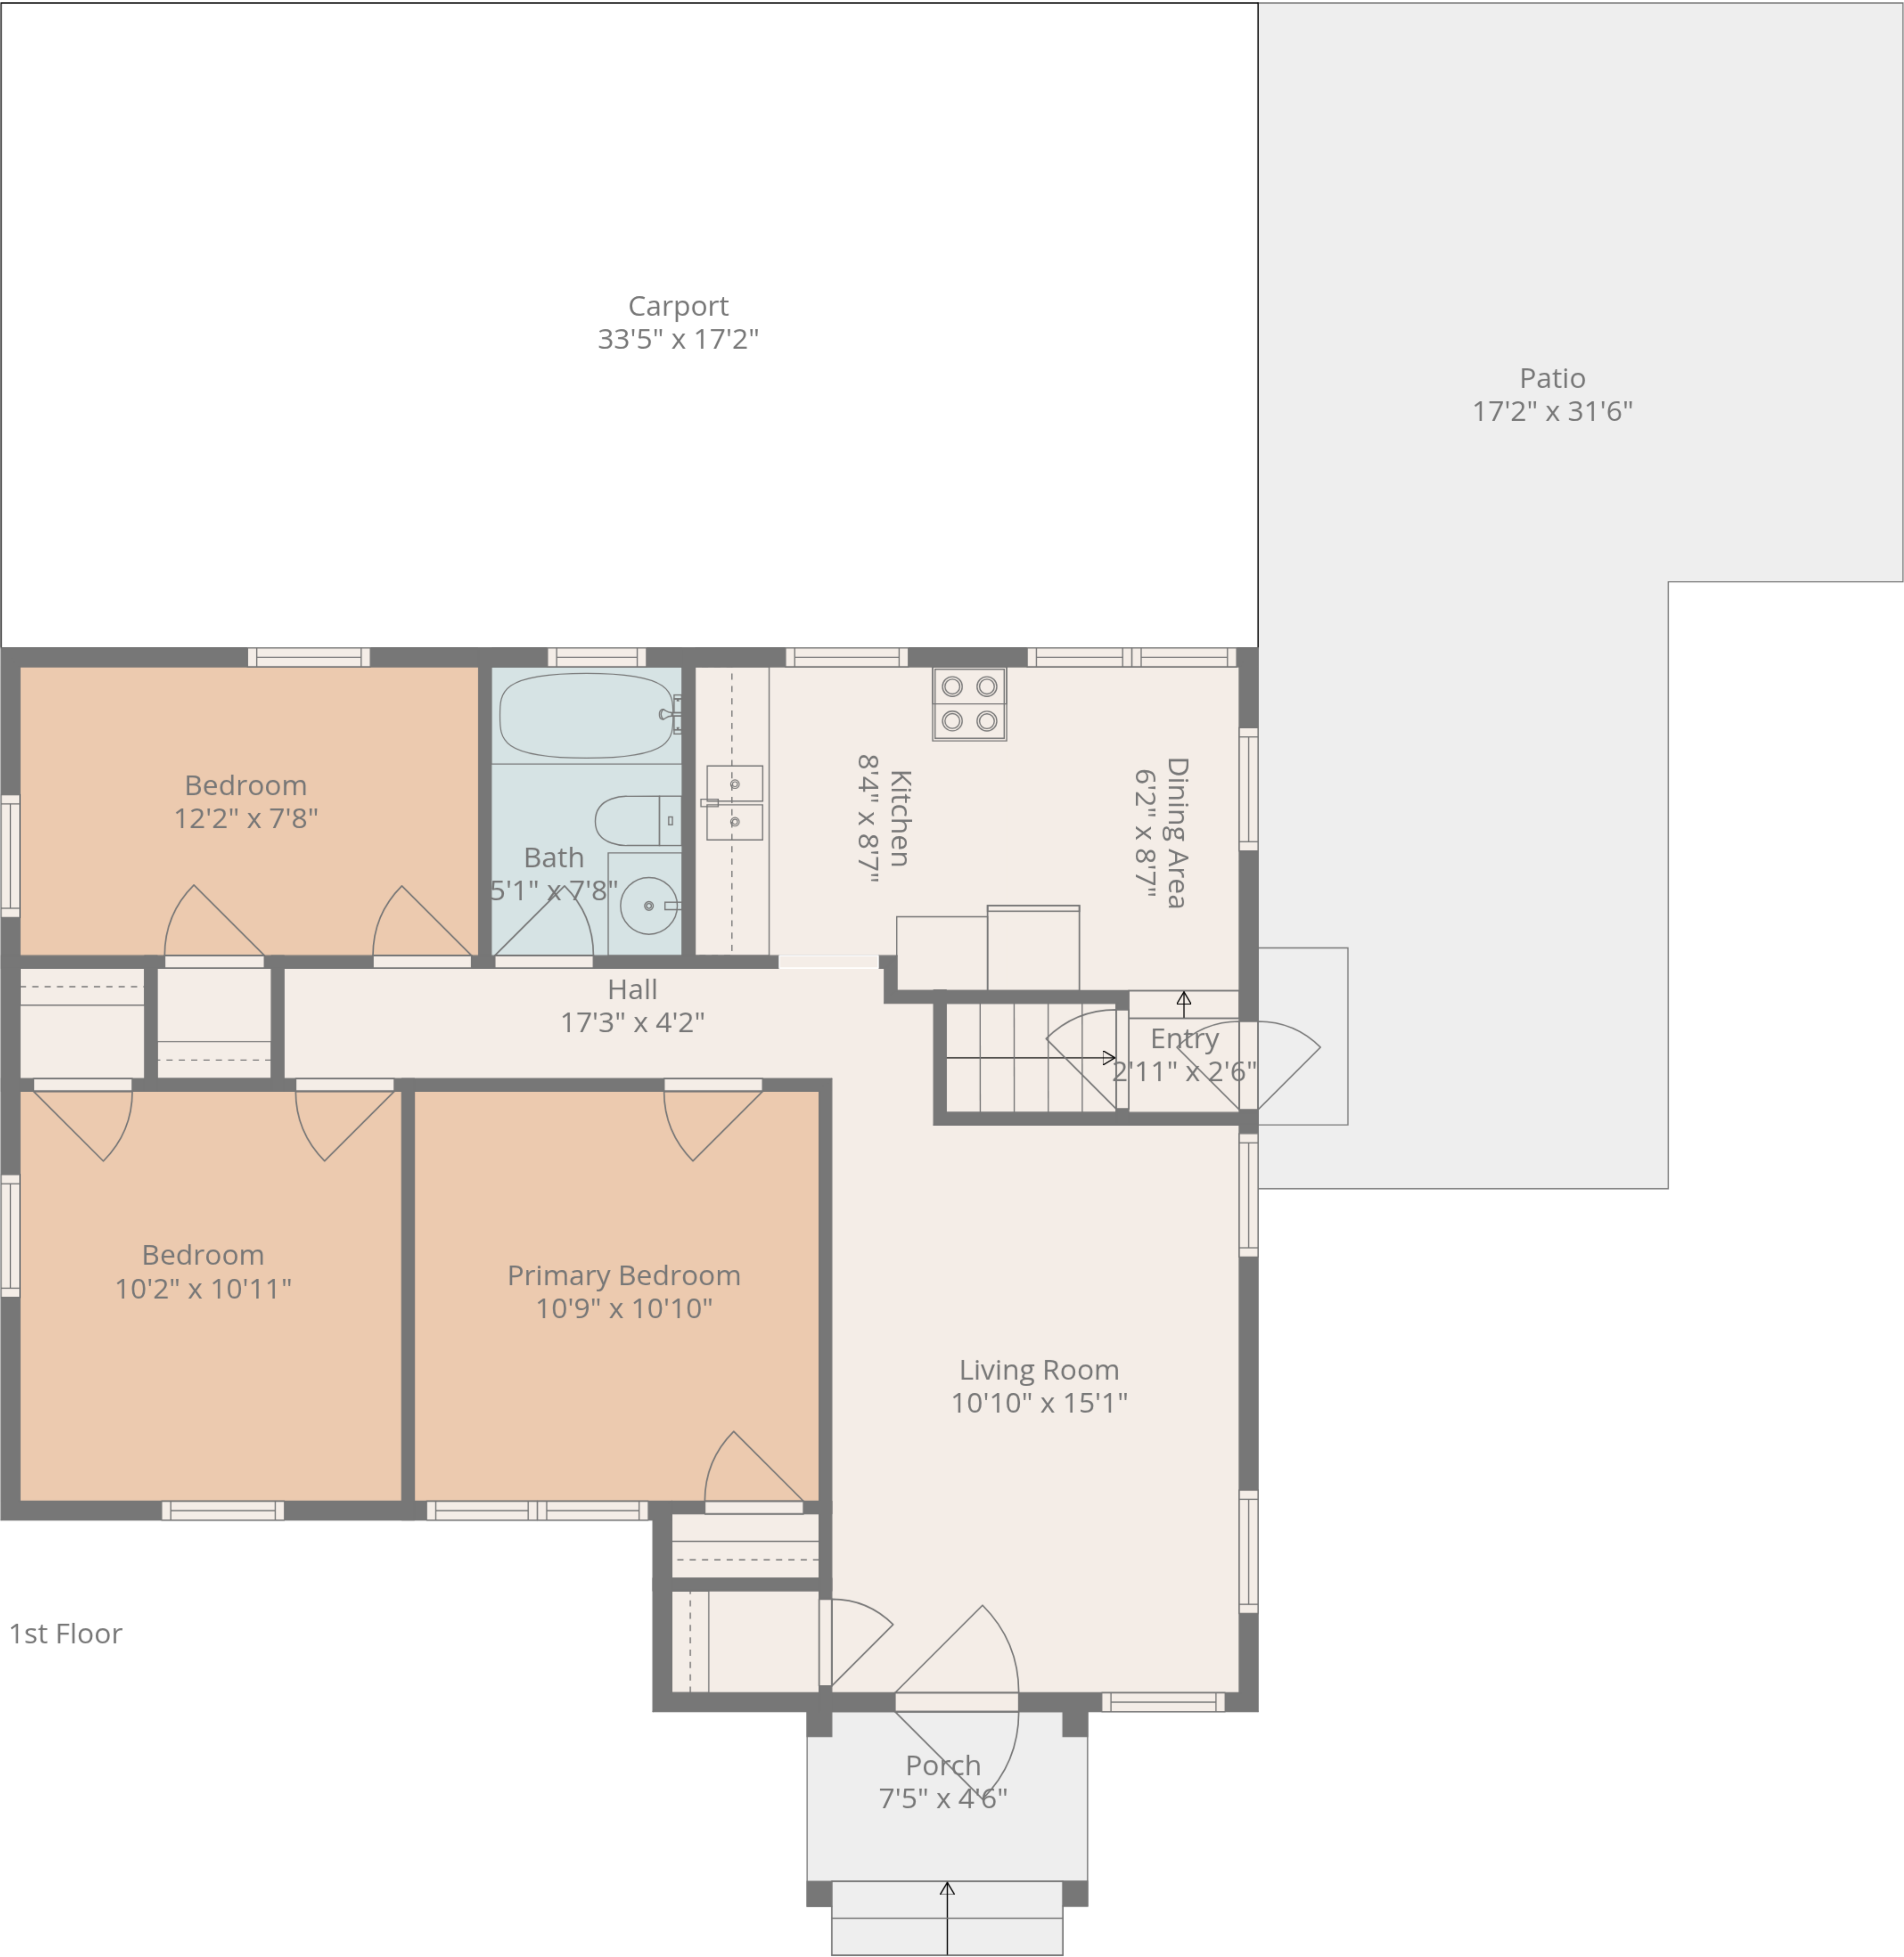 Carport
33'5" x 17'2"
Patio
17'2" x 31'6"
Bedroom
12'2" x 7'8"
Bath
5'1" x 7'8"
Kitchen
8'4" x 8'7"
Dining Area
6'2" x 8'7"
Hall
17'3" x 4'2"
Entry
2'11" x 2'6"
Bedroom
10'2" x 10'11"
Primary Bedroom
10'9" x 10'10"
Living Room
10'10" x 15'1"
1st Floor
Porch
7'5" x 4'6"